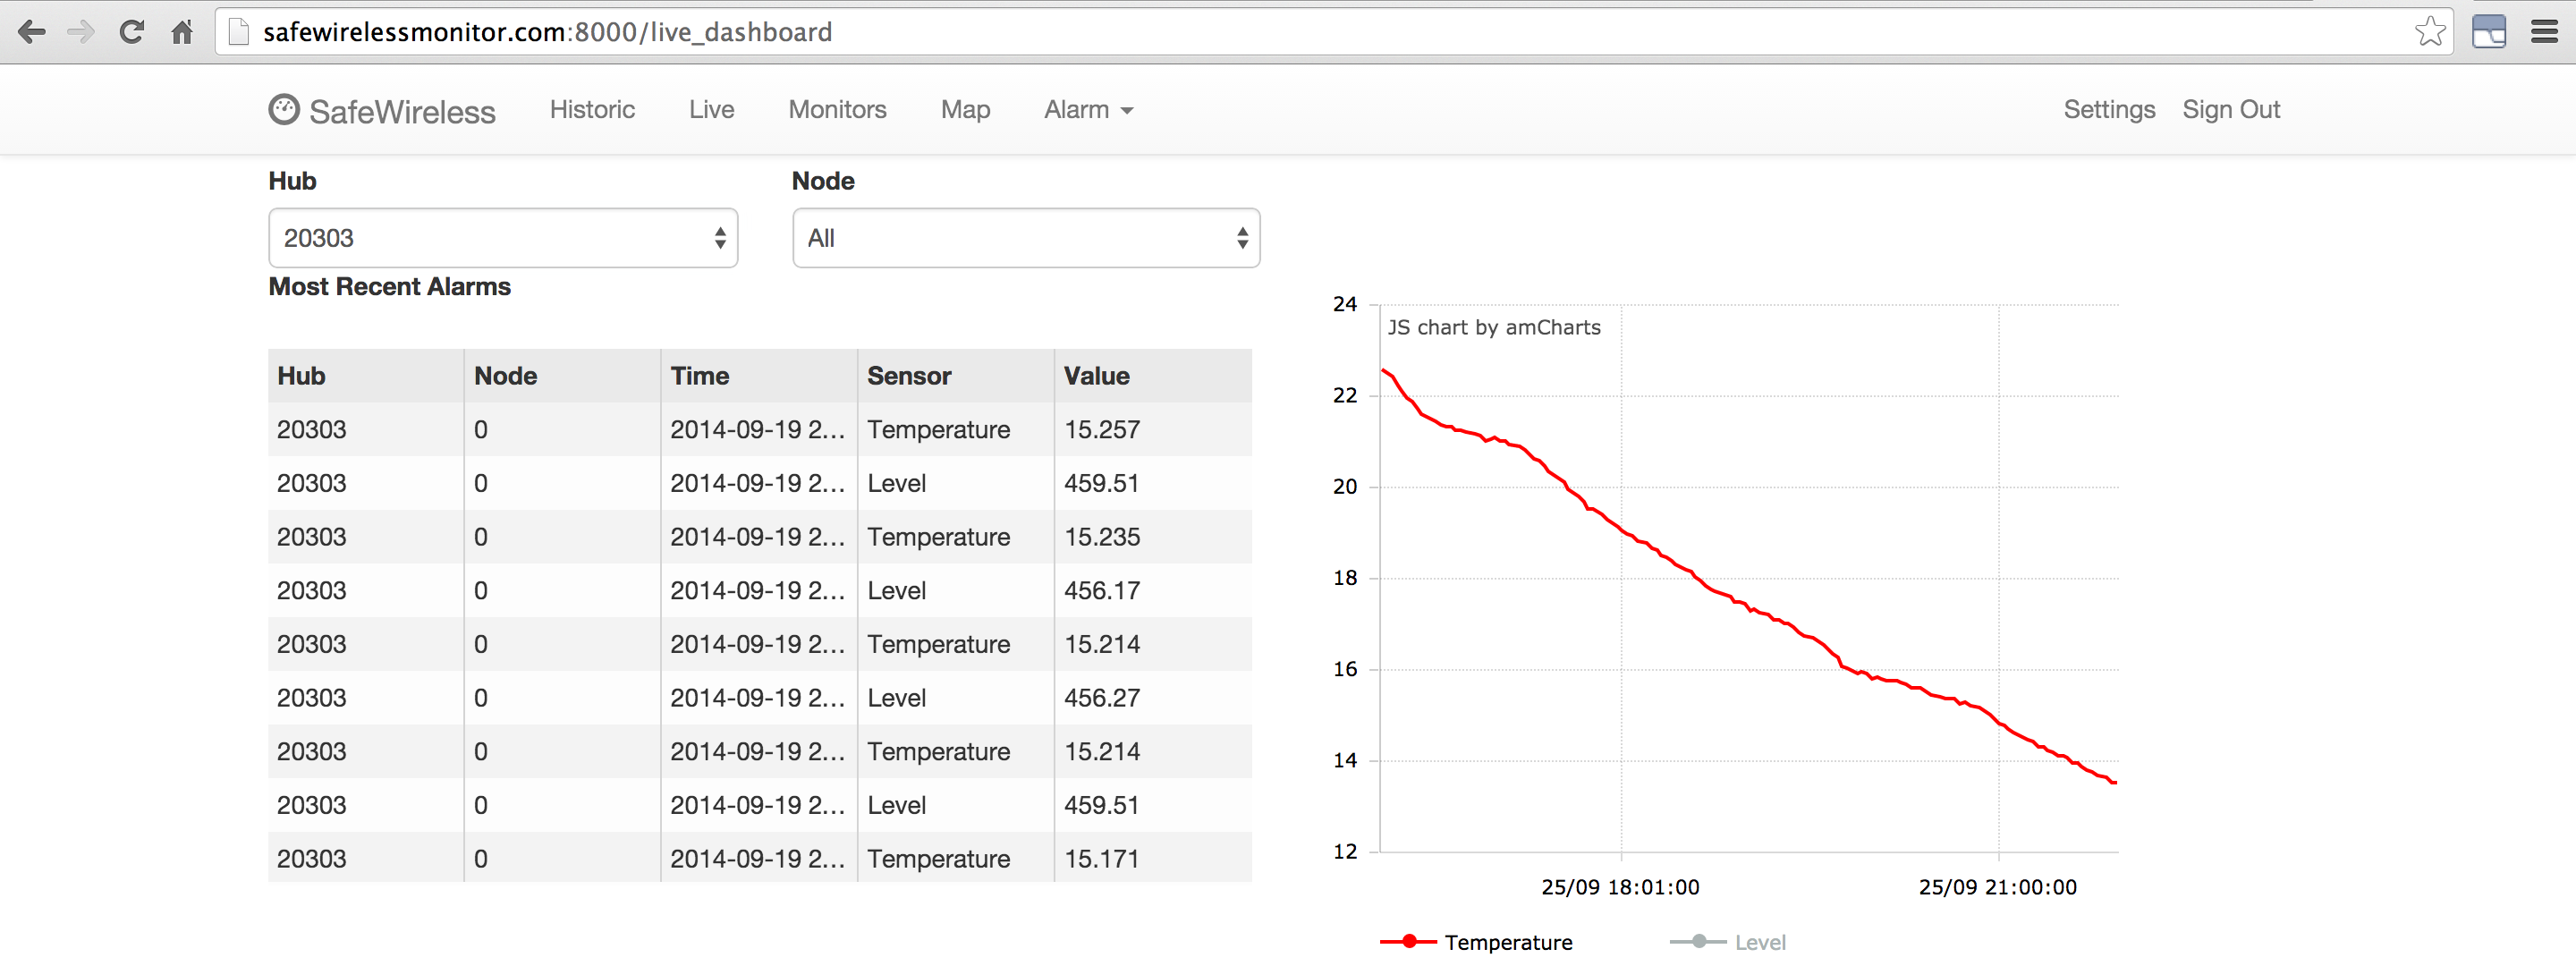 safewirelessmonitor.com:8000/live_dashboard
SafeWireless Historic Live Monitors Map Alarm Settings Sign Out
Hub Node
20303 All
Most Recent Alarms
Hub Node Time Sensor Value
20303 0 2014-09-19 2... Temperature 15.257
20303 0 2014-09-19 2... Level 459.51
20303 0 2014-09-19 2... Temperature 15.235
20303 0 2014-09-19 2... Level 456.17
20303 0 2014-09-19 2... Temperature 15.214
20303 0 2014-09-19 2... Level 456.27
20303 0 2014-09-19 2... Temperature 15.214
20303 0 2014-09-19 2... Level 459.51
20303 0 2014-09-19 2... Temperature 15.171
24
JS chart by amCharts
22
20
18
16
14
12
25/09 18:01:00 25/09 21:00:00
Temperature Level